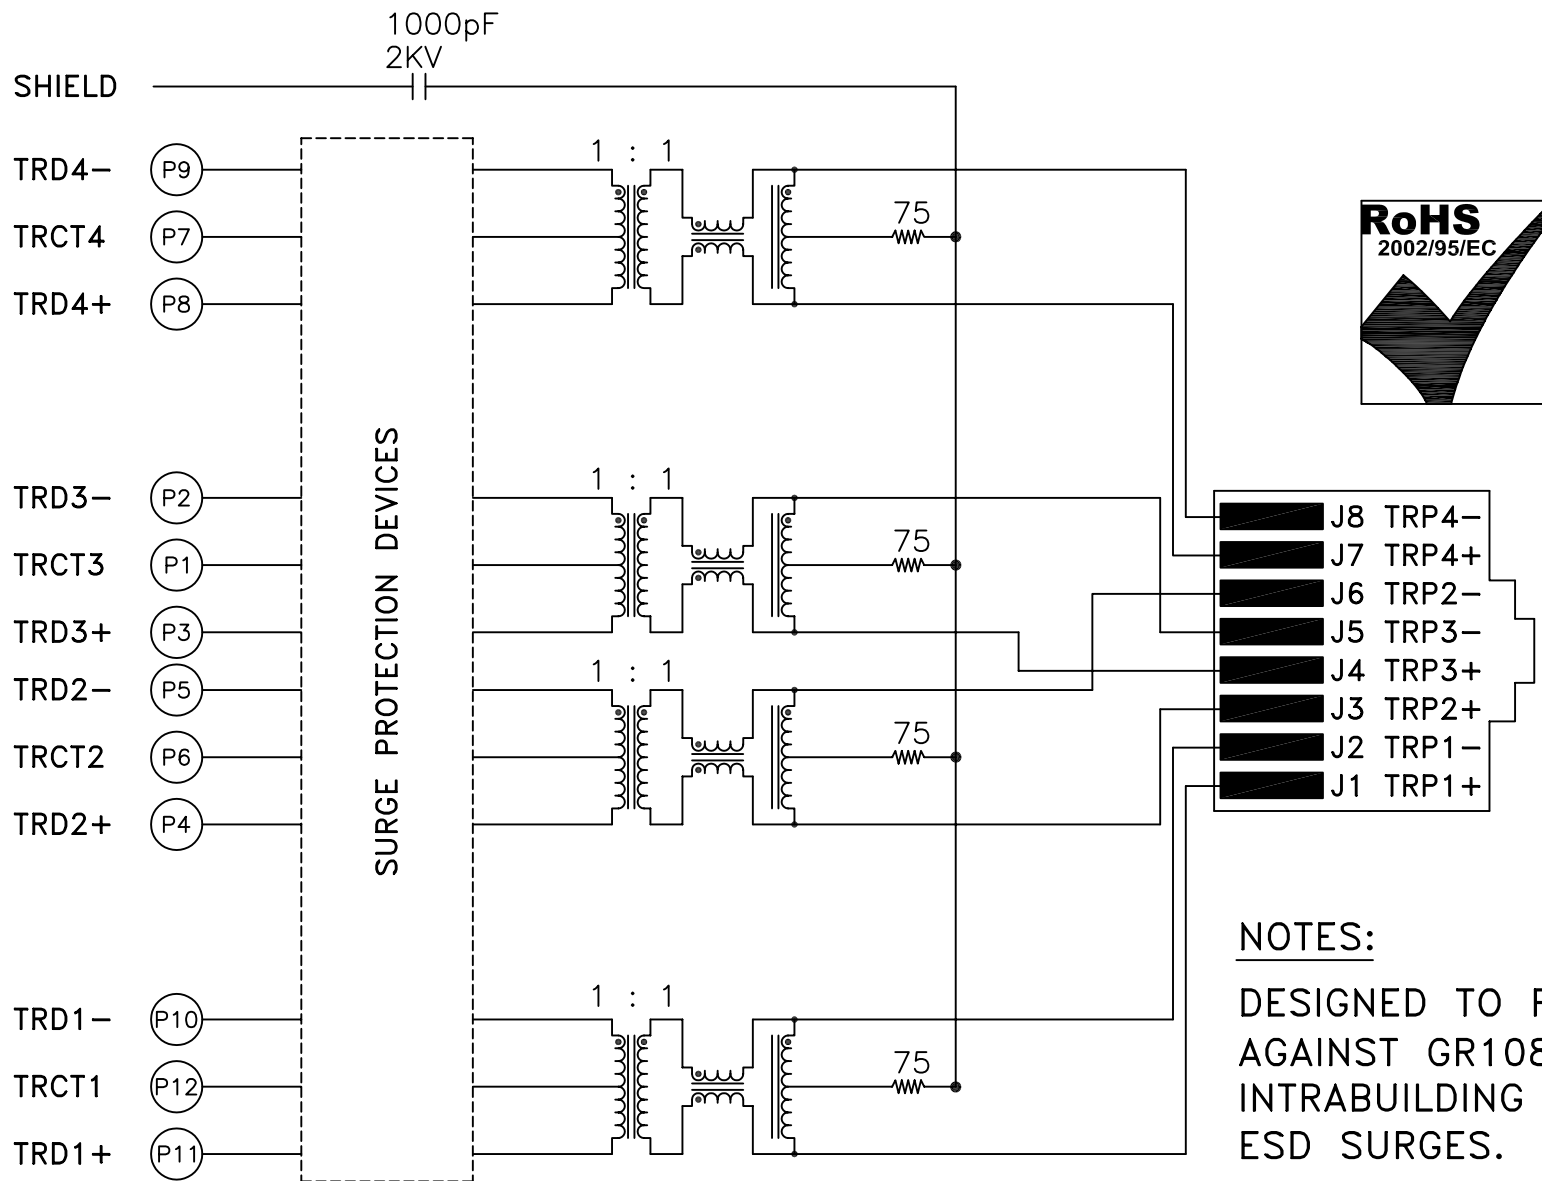 1000pF
2KV
SHIELD
1 : 1
TRD4− P9
TRCT4 P7
75
TRD4+ P8
RoHS
2002/95/EC
SURGE PROTECTION DEVICES
1 : 1
TRD3− P2
TRCT3 P1
75
TRD3+ P3
J8 TRP4−
J7 TRP4+
J6 TRP2−
J5 TRP3−
J4 TRP3+
J3 TRP2+
J2 TRP1−
J1 TRP1+
1 : 1
TRD2− P5
TRCT2 P6
75
TRD2+ P4
1 : 1
TRD1− P10
TRCT1 P12
75
TRD1+ P11
NOTES:
DESIGNED TO
AGAINST GR108
INTRABUILDING
ESD SURGES.